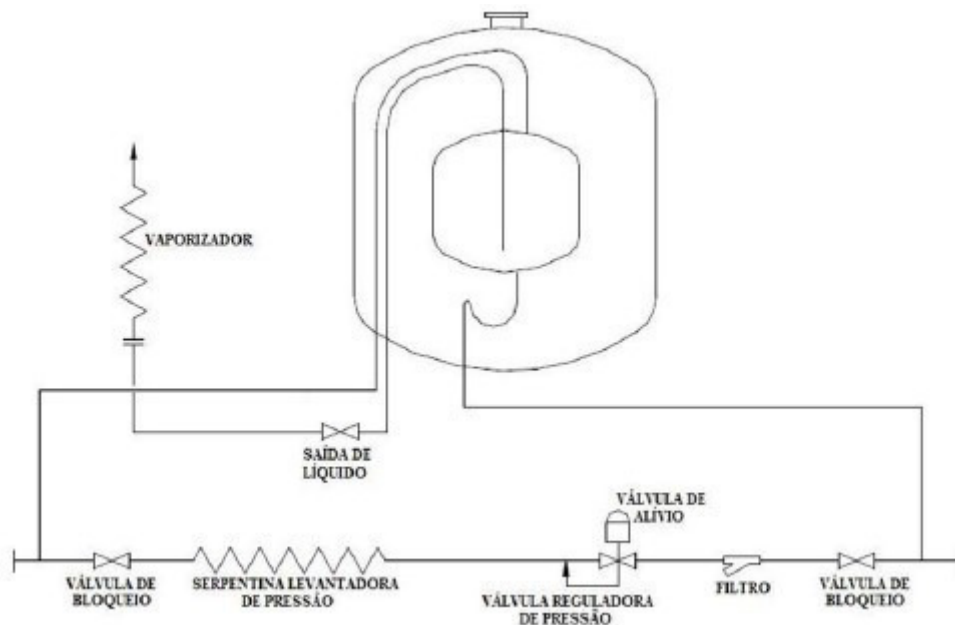 VAPORIZADOR
SAÍDA DE
LÍQUIDO
VÁLVULA DE
ALÍVIO
VÁLVULA DE
BLOQUEIO
SERPENTINA LEVANTADORA
DE PRESSÃO
VÁLVULA REGULADORA
DE PRESSÃO
FILTRO
VÁLVULA DE
BLOQUEIO